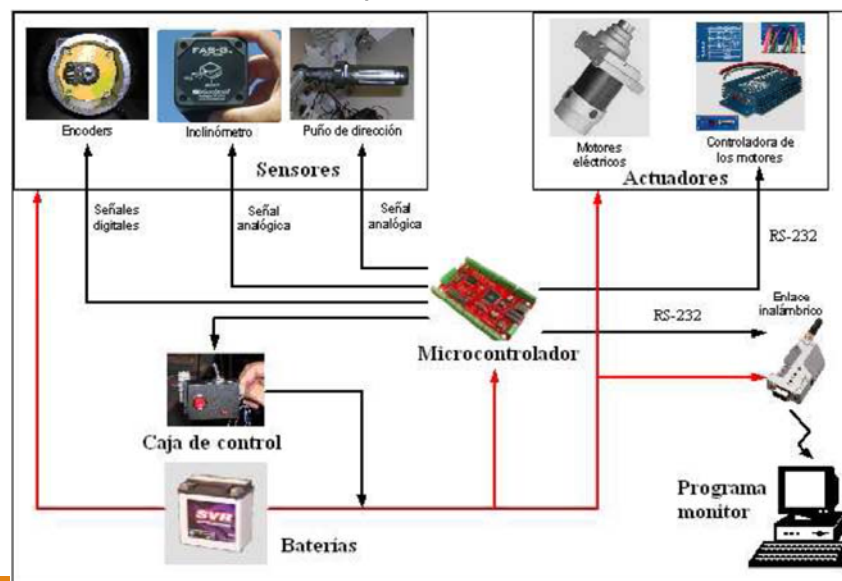 Encoders
Inclinómetro
Puño de dirección
Sensores
Motores
eléctricos
Controladora de
los motores
Actuadores
Señales
digitales
Señal
analógica
Señal
analógica
RS-232
RS-232
Enlace
inalámbrico
Microcontrolador
Caja de control
SVR
Baterías
Programa
monitor